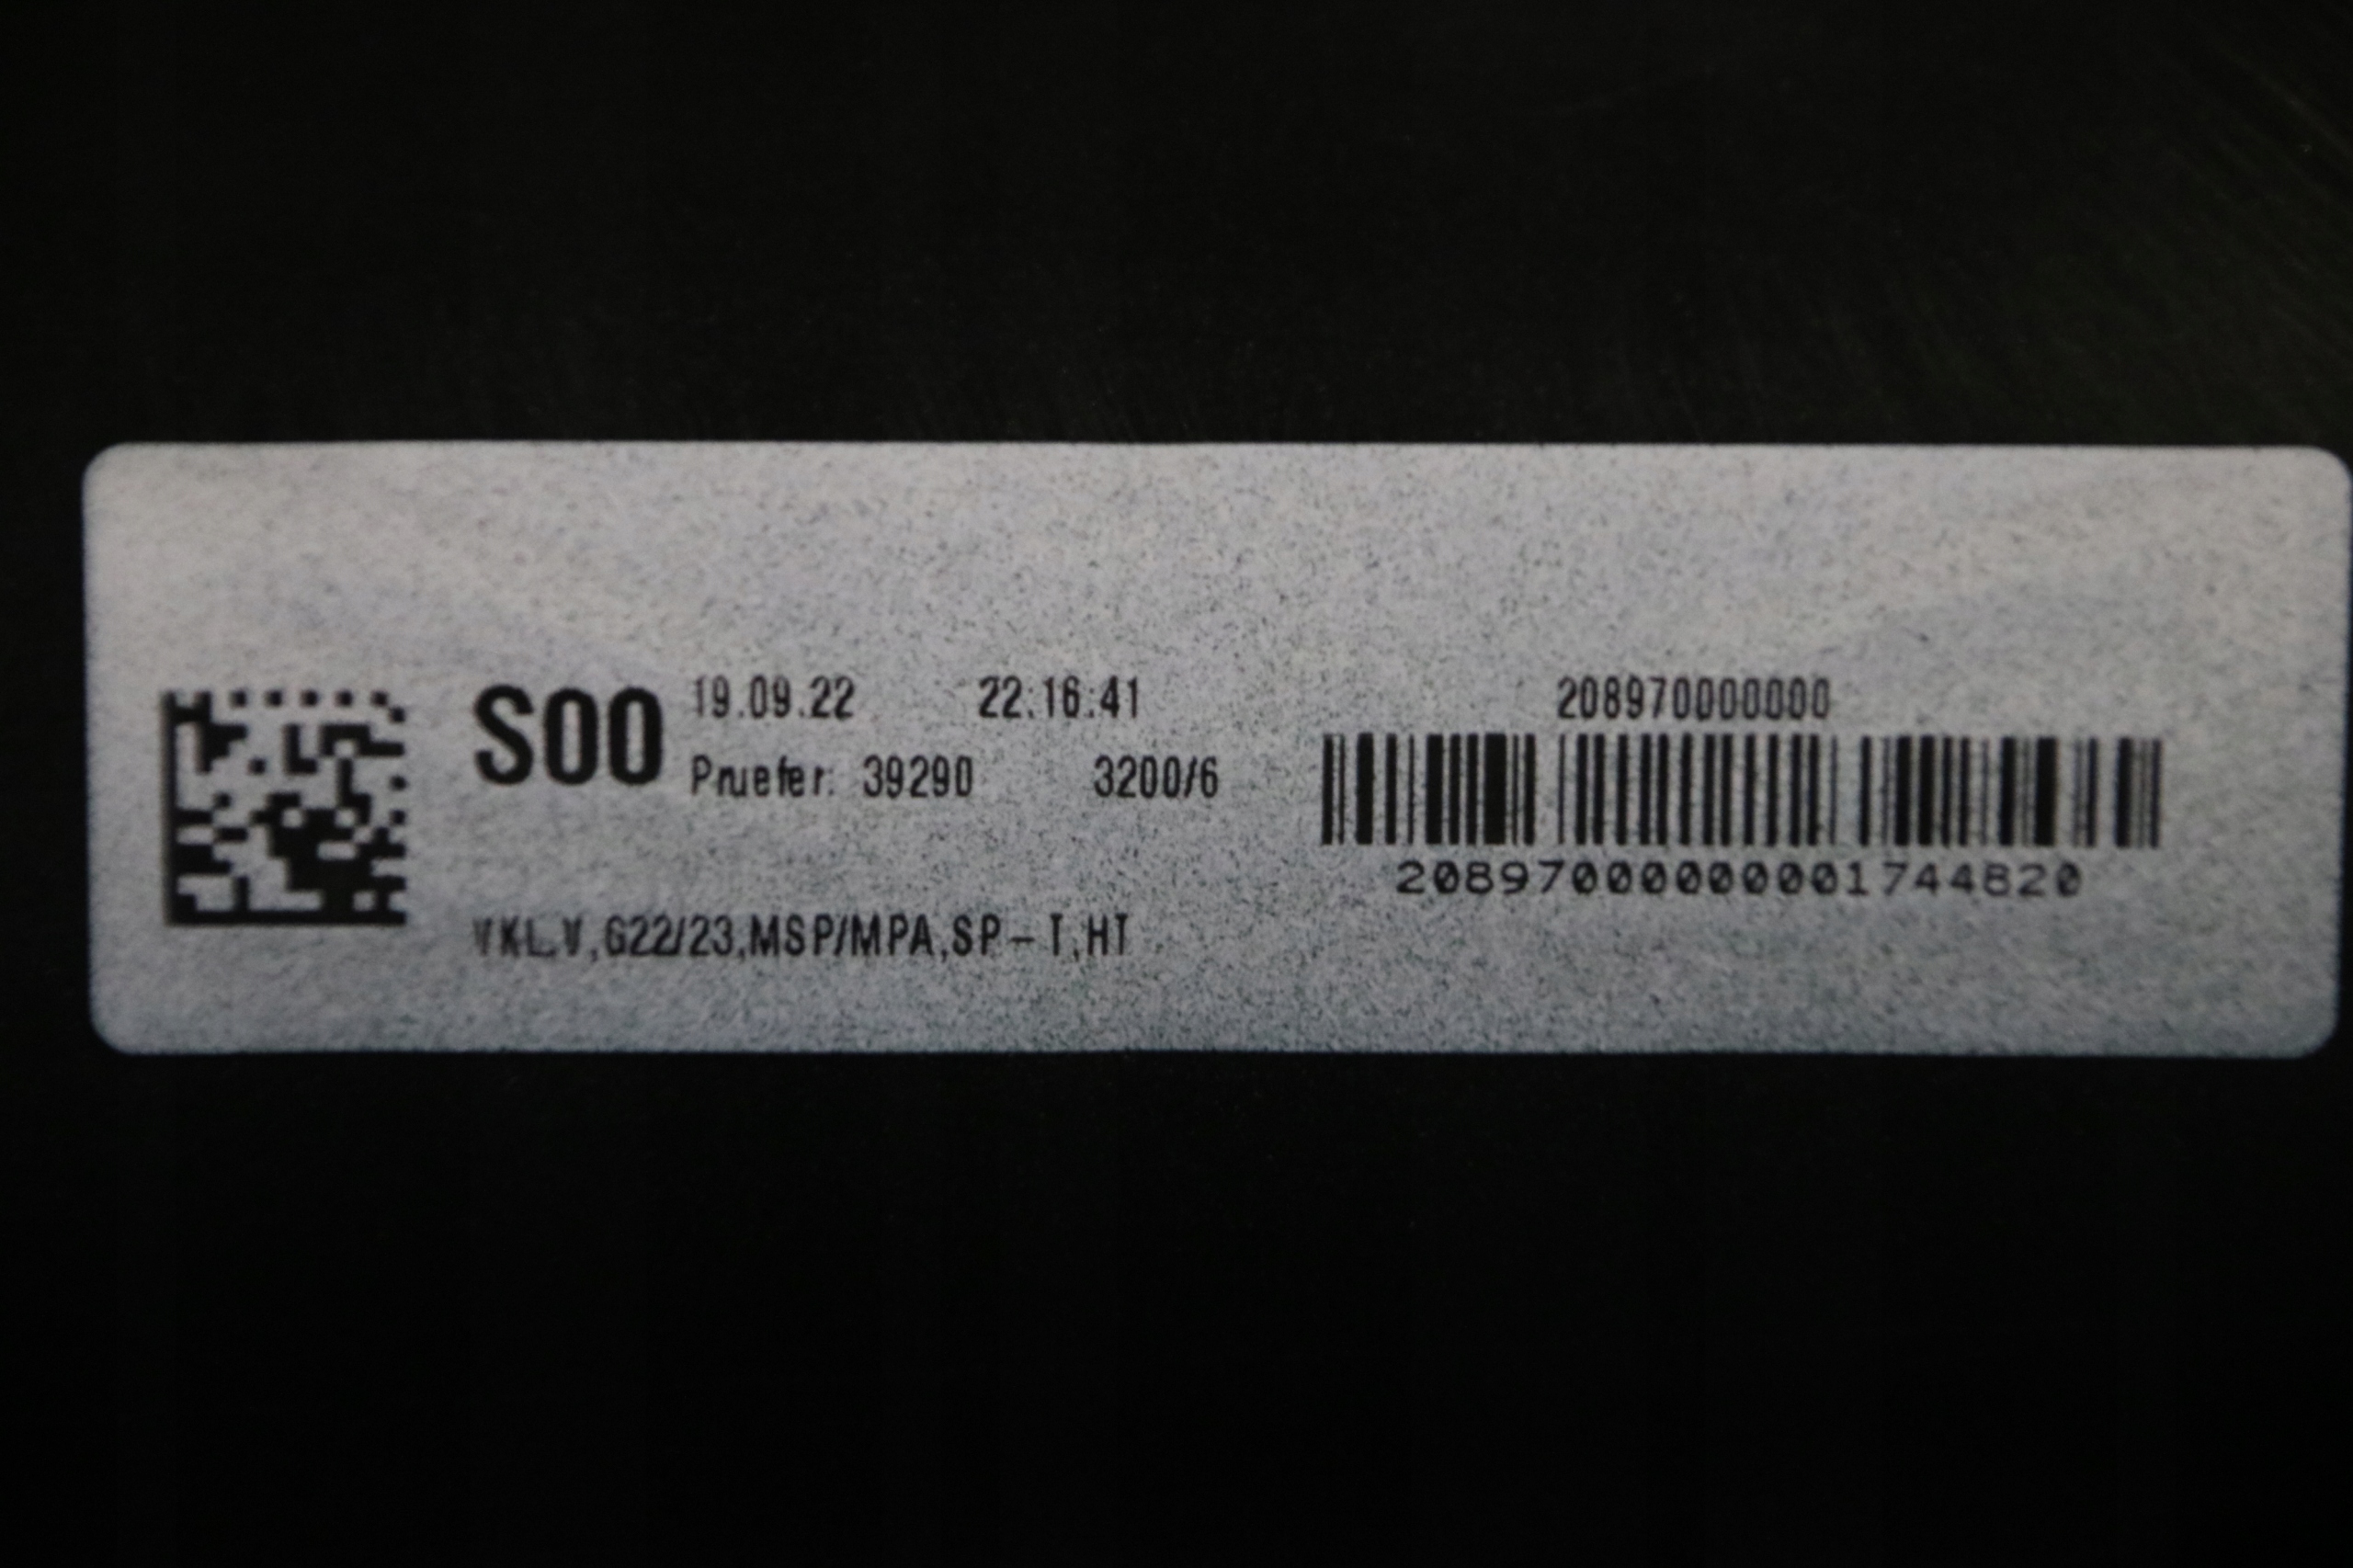 S00 19.09.22 22:16:41 208970000000
Pruefer: 39290 3200/6
2089700000000001744820
VKL.V,G22/23,MSP/MPA,SP-T,HT